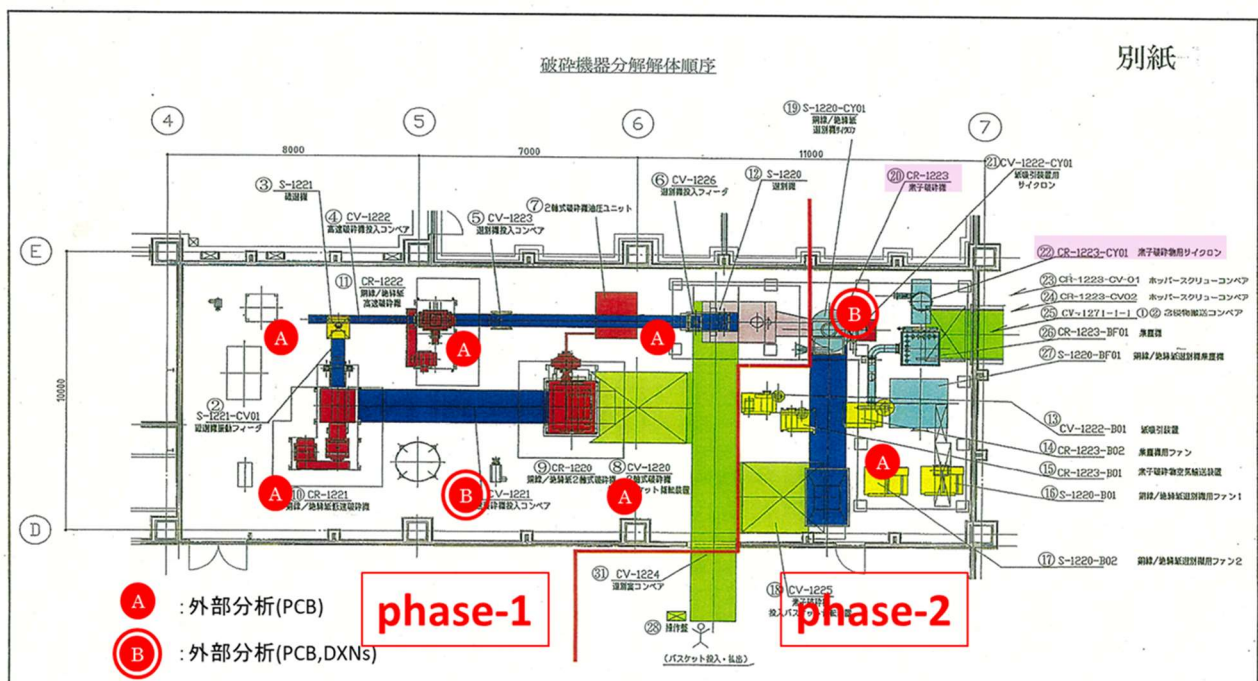 別紙
破砕機器分解解体順序
④
⑤
⑥
⑦
8000
7000
11000
10000
E
D
③ S-1221
磁選機
④ CV-1222
高速破砕機投入コンベア
⑤ CV-1223
選別機投入コンベア
⑦ 2軸式破砕機油圧ユニット
⑥ CV-1226
選別機投入フィーダ
⑫ S-1220
選別機
⑲ S-1220-CY01
銅線/絶縁紙
選別機サイクロン
⑳ CR-1223
素子破砕機
㉑ CV-1222-CY01
紙吸引装置用
サイクロン
㉒ CR-1223-CY01 素子破砕物用サイクロン
㉓ CR-1223-CV-01 ホッパースクリューコンベア
㉔ CR-1223-CV02 ホッパースクリューコンベア
㉕ CV-1271-1-1 ①②
㉖ CR-1223-BF01 集塵機
㉗ S-1220-BF01 銅線/絶縁紙選別機集塵機
⑪ CR-1222
銅線/絶縁紙
高速破砕機
②
S-1221-CV01
磁選機振動フィーダ
⑬
CV-1222-B01 紙吸引装置
⑭
CR-1223-B02 集塵機用ファン
⑮
CR-1223-B01 素子破砕物空気輸送装置
⑯
S-1220-B01 銅線/絶縁紙選別機用ファン1
⑰ S-1220-B02 銅線/絶縁紙選別機用ファン2
⑩ CR-1221
銅線/絶縁紙低速破砕機
CV-1221
破砕機投入コンベア
⑨ CR-1220
銅線/絶縁紙2軸式破砕機
⑧ CV-1220
2軸式破砕機
㉛ CV-1224
⑱ CV-1225
㉘ 操作盤
(バスケット投入・払出)
A
A
A
A
A
A
B
B
A :外部分析(PCB)
B :外部分析(PCB,DXNs)
phase-1
phase-2